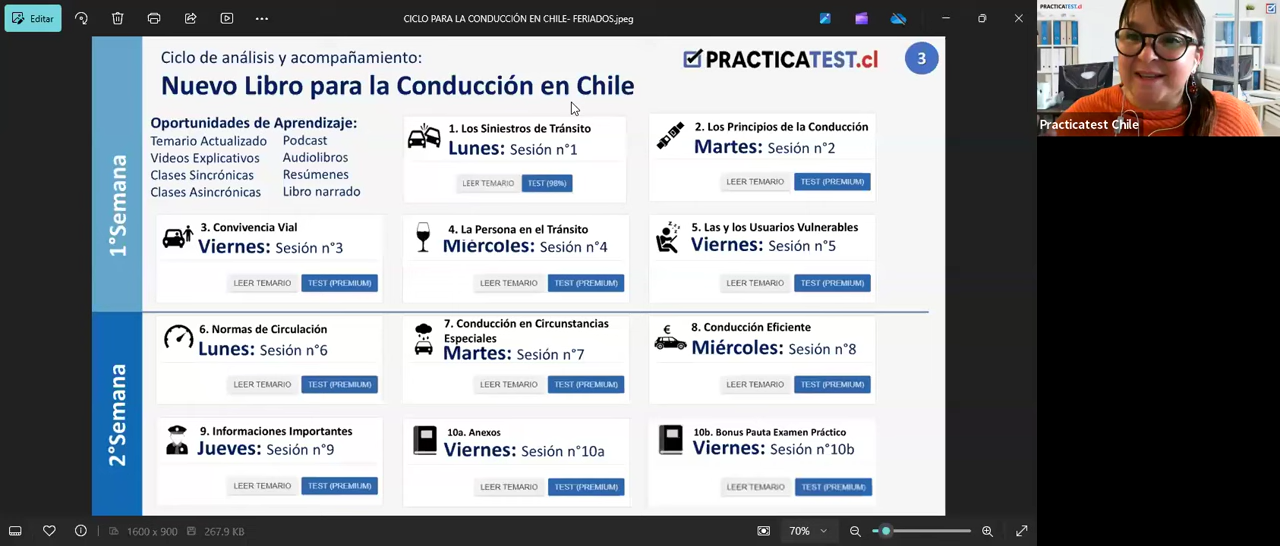 Editar
CICLO PARA LA CONDUCCIÓN EN CHILE- FERIADOS.jpeg
PRACTICATEST.cl
Ciclo de análisis y acompañamiento:
Nuevo Libro para la Conducción en Chile
PRACTICATEST.cl
3
Practicatest Chile
1°Semana
Oportunidades de Aprendizaje:
Temario Actualizado Podcast
Videos Explicativos Audiolibros
Clases Sincrónicas Resúmenes
Clases Asincrónicas Libro narrado
1. Los Siniestros de Tránsito
Lunes: Sesión n°1
LEER TEMARIO TEST (98%)
2. Los Principios de la Conducción
Martes: Sesión n°2
LEER TEMARIO TEST (PREMIUM)
3. Convivencia Vial
Viernes: Sesión n°3
LEER TEMARIO TEST (PREMIUM)
4. La Persona en el Tránsito
Miércoles: Sesión n°4
LEER TEMARIO TEST (PREMIUM)
5. Las y los Usuarios Vulnerables
Viernes: Sesión n°5
LEER TEMARIO TEST (PREMIUM)
2°Semana
6. Normas de Circulación
Lunes: Sesión n°6
LEER TEMARIO TEST (PREMIUM)
7. Conducción en Circunstancias
Especiales
Martes: Sesión n°7
LEER TEMARIO TEST (PREMIUM)
8. Conducción Eficiente
Miércoles: Sesión n°8
LEER TEMARIO TEST (PREMIUM)
9. Informaciones Importantes
Jueves: Sesión n°9
LEER TEMARIO TEST (PREMIUM)
10a. Anexos
Viernes: Sesión n°10a
LEER TEMARIO TEST (PREMIUM)
10b. Bonus Pauta Examen Práctico
Viernes: Sesión n°10b
LEER TEMARIO TEST (PREMIUM)
1600 x 900 267.9 KB
70%